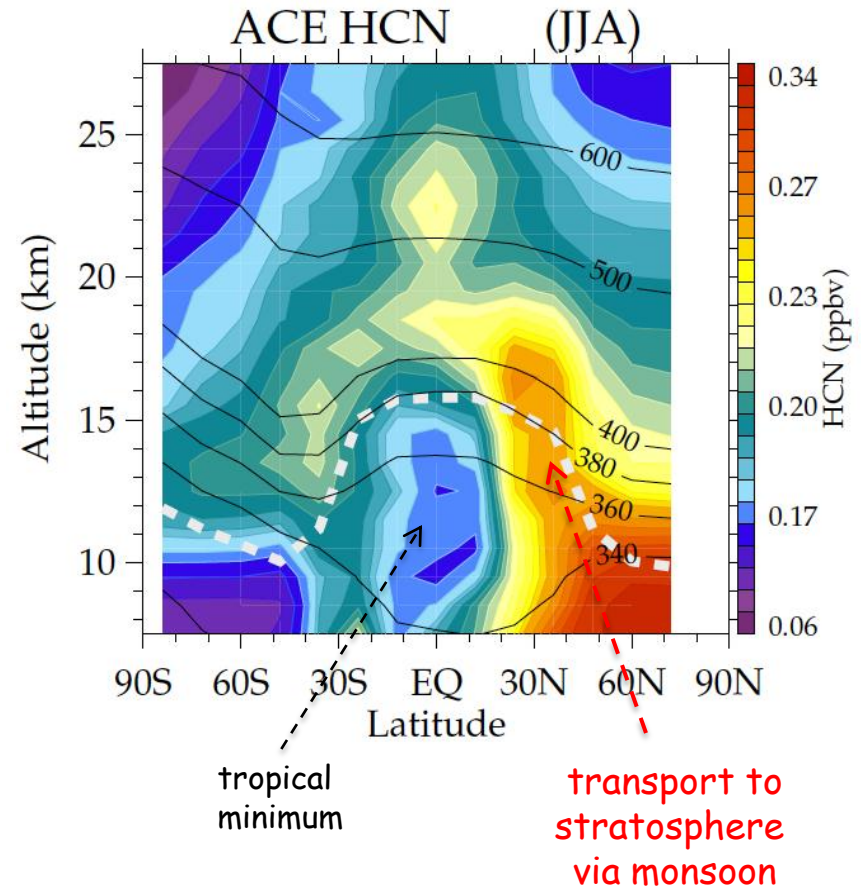 ACE HCN (JJA)
Altitude (km)
25
20
15
10
600
500
400
380
360
340
0.34
0.27
0.23
0.20
0.17
0.06
HCN (ppbv)
90S 60S 30S EQ 30N 60N 90N
Latitude
tropical
minimum
transport to
stratosphere
via monsoon